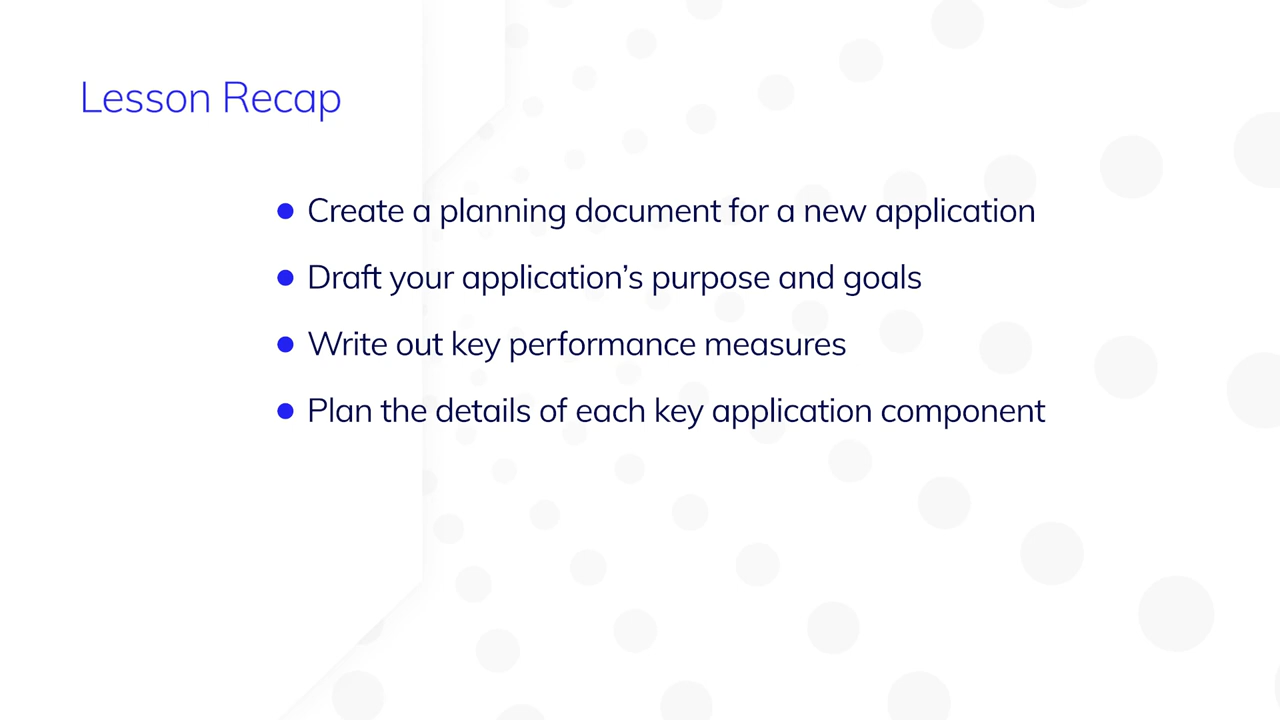 Lesson Recap
Create a planning document for a new application
Draft your application’s purpose and goals
Write out key performance measures
Plan the details of each key application component